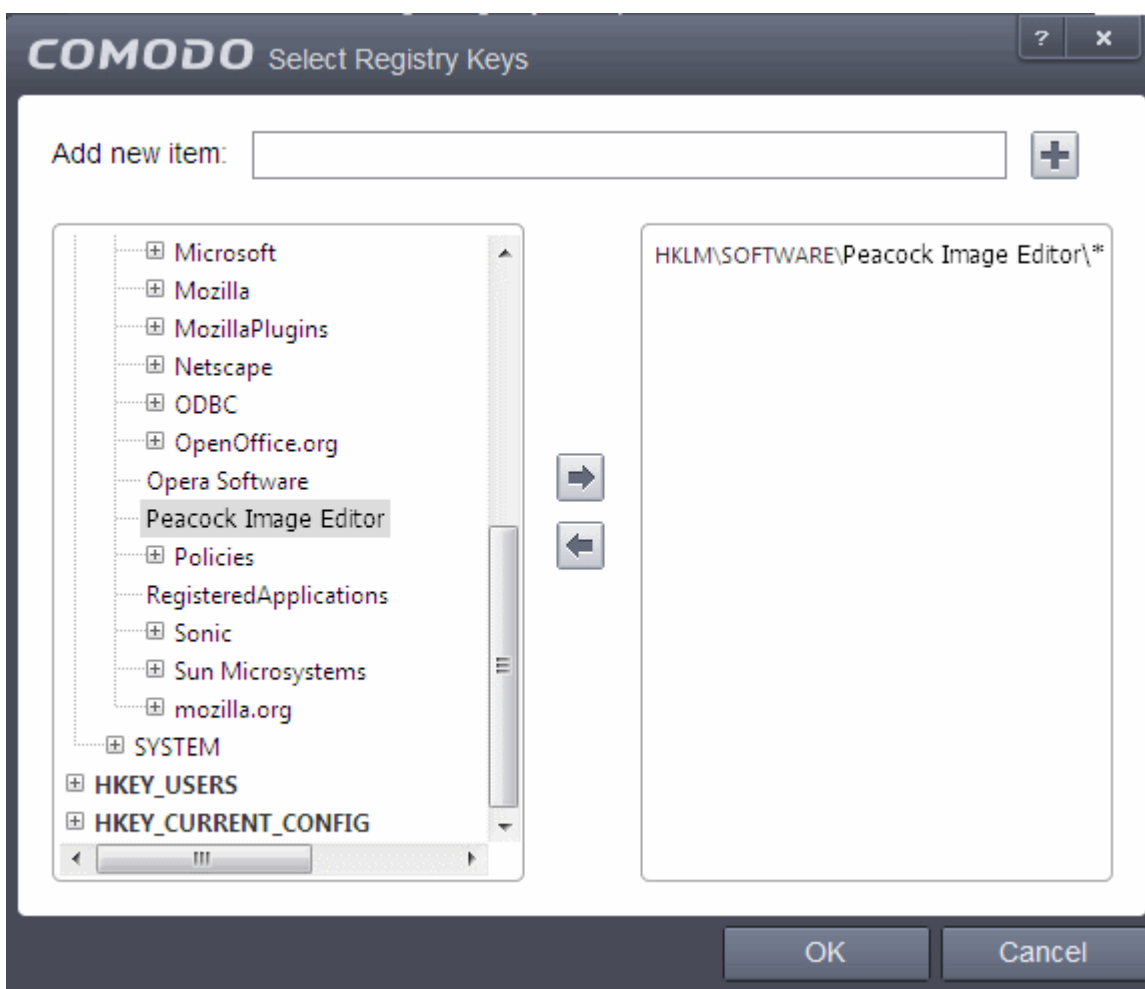 COMODO Select Registry Keys
?
Add new item:
Microsoft
Mozilla
MozillaPlugins
Netscape
ODBC
OpenOffice.org
Opera Software
Peacock Image Editor
Policies
RegisteredApplications
Sonic
Sun Microsystems
mozilla.org
SYSTEM
HKEY_USERS
HKEY_CURRENT_CONFIG
HKLM\SOFTWARE\Peacock Image Editor\*
OK
Cancel